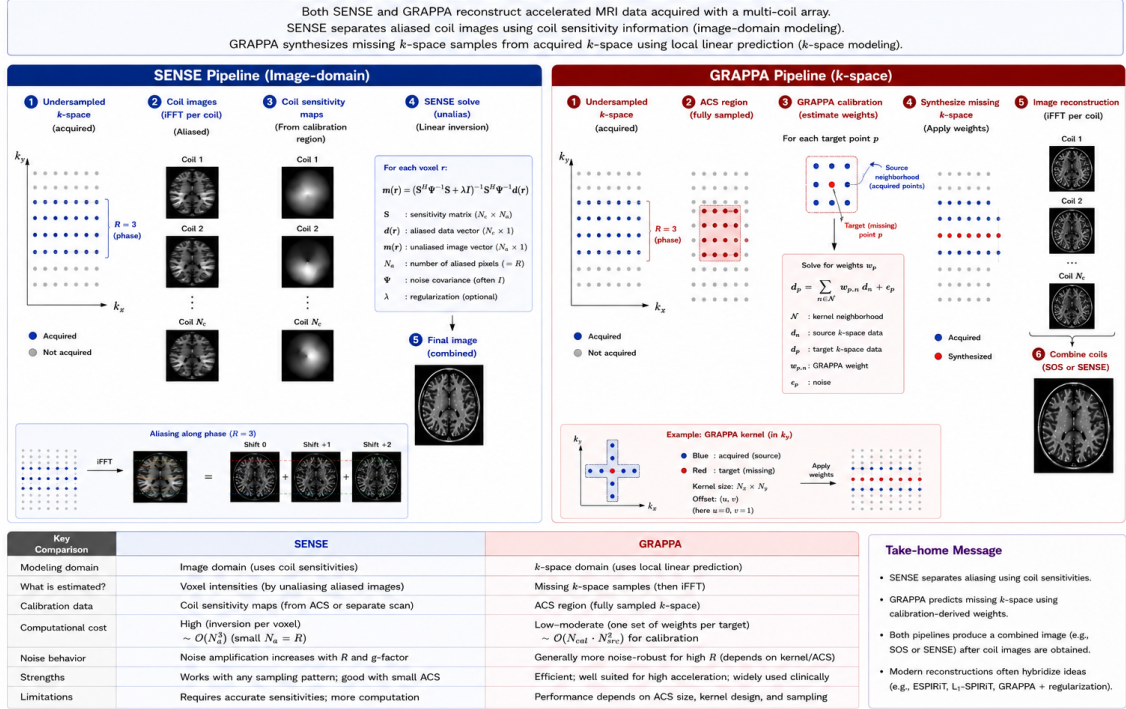 Both SENSE and GRAPPA reconstruct accelerated MRI data acquired with a multi-coil array.
SENSE separates aliased coil images using coil sensitivity information (image-domain modeling).
GRAPPA synthesizes missing k-space samples from acquired k-space using local linear prediction (k-space modeling).
SENSE Pipeline (Image-domain)
1 Undersampled
k-space
(acquired)
2 Coil images
(iFFT per coil)
(Aliased)
3 Coil sensitivity
maps
(From calibration
region)
4 SENSE solve
(unalias)
(Linear inversion)
k_y
R = 3
(phase)
k_x
Acquired
Not acquired
Coil 1
Coil 2
⋮
Coil N_c
Coil 1
Coil 2
⋮
Coil N_c
For each voxel r:
m(r) = (S^H Ψ^−1 S + λI)^−1 S^H Ψ^−1 d(r)
S : sensitivity matrix (N_c × N_a)
d(r) : aliased data vector (N_c × 1)
m(r) : unaliased image vector (N_a × 1)
N_a : number of aliased pixels (= R)
Ψ : noise covariance (often I)
λ : regularization (optional)
5 Final image
(combined)
Aliasing along phase (R = 3)
iFFT
=
Shift 0
+
Shift +1
+
Shift +2
GRAPPA Pipeline (k-space)
1 Undersampled
k-space
(acquired)
2 ACS region
(fully sampled)
3 GRAPPA calibration
(estimate weights)
4 Synthesize missing
k-space
(Apply weights)
5 Image reconstruction
(iFFT per coil)
k_y
R = 3
(phase)
k_x
Acquired
Not acquired
For each target point p
Source
neighborhood
(acquired points)
Target (missing)
point p
Solve for weights w_p
d_p = ∑_{n∈N} w_{p,n} d_n + ϵ_p
N : kernel neighborhood
d_n : source k-space data
d_p : target k-space data
w_{p,n} : GRAPPA weight
ϵ_p : noise
Acquired
Synthesized
Coil 1
Coil 2
...
Coil N_c
6 Combine coils
(SOS or SENSE)
Example: GRAPPA kernel (in k_y)
k_y
k_x
Blue : acquired (source)
Red : target (missing)
Kernel size: N_x × N_y
Offset: (u, v)
(here u = 0, v = 1)
Apply
weights
Key
Comparison
SENSE
GRAPPA
Modeling domain
Image domain (uses coil sensitivities)
k-space domain (uses local linear prediction)
What is estimated?
Voxel intensities (by unaliasing aliased images)
Missing k-space samples (then iFFT)
Calibration data
Coil sensitivity maps (from ACS or separate scan)
ACS region (fully sampled k-space)
Computational cost
High (inversion per voxel)
~ O(N_a^3) (small N_a = R)
Low–moderate (one set of weights per target)
~ O(N_cal · N_src^2) for calibration
Noise behavior
Noise amplification increases with R and g-factor
Generally more noise-robust for high R (depends on kernel/ACS)
Strengths
Works with any sampling pattern; good with small ACS
Efficient; well suited for high acceleration; widely used clinically
Limitations
Requires accurate sensitivities; more computation
Performance depends on ACS size, kernel design, and sampling
Take-home Message
• SENSE separates aliasing using coil sensitivities.
• GRAPPA predicts missing k-space using
calibration-derived weights.
• Both pipelines produce a combined image (e.g.,
SOS or SENSE) after coil images are obtained.
• Modern reconstructions often hybridize ideas
(e.g., ESPIRiT, L₁-SPIRiT, GRAPPA + regularization).